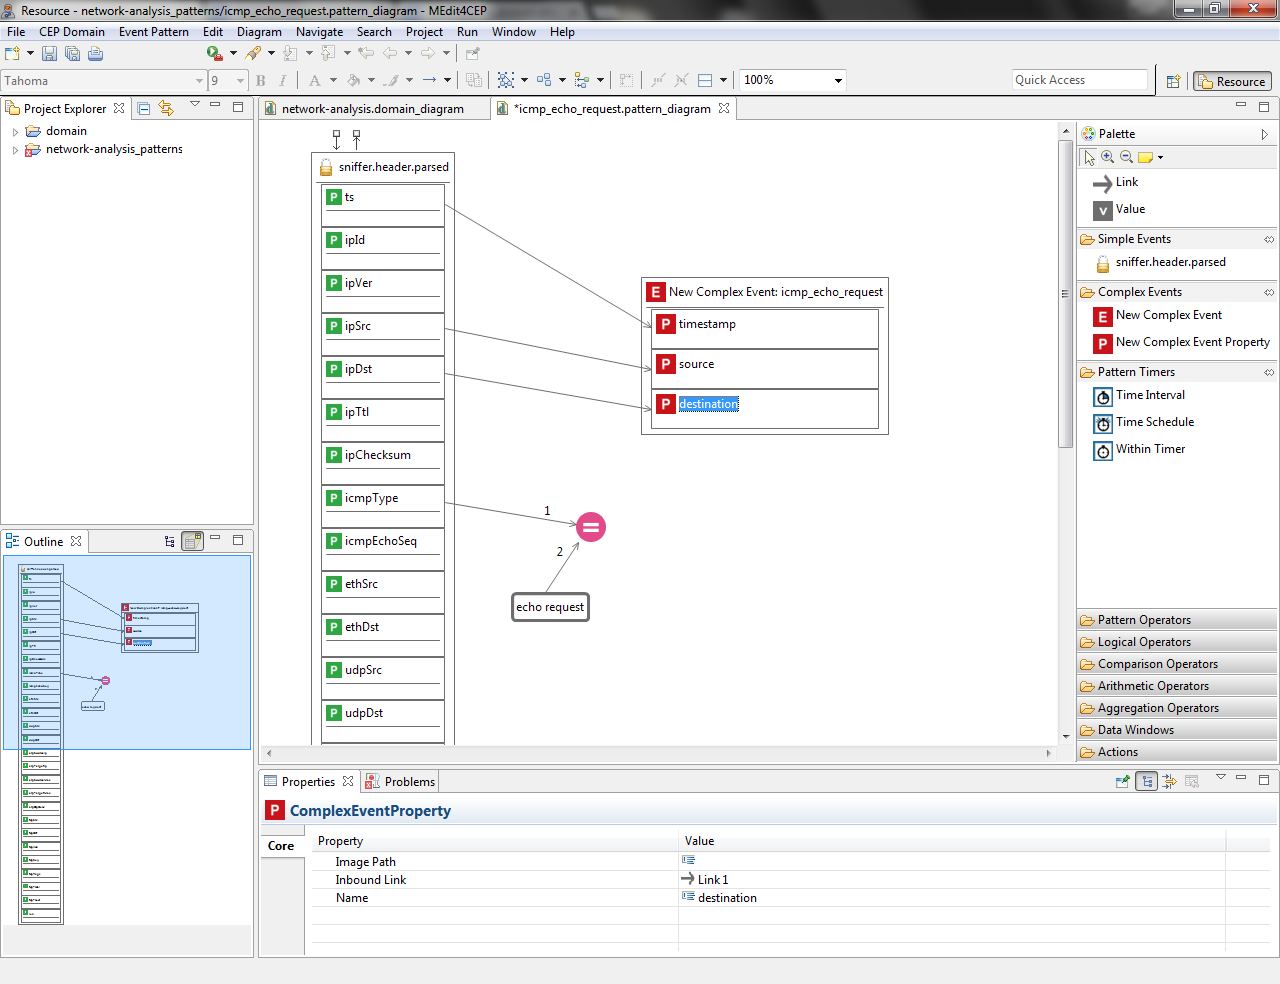 Resource - network-analysis_patterns/icmp_echo_request.pattern_diagram - MEdit4CEP
File CEP Domain Event Pattern Edit Diagram Navigate Search Project Run Window Help
Tahoma 9 B I A 100% Quick Access Resource
Project Explorer
domain
network-analysis_patterns
network-analysis.domain_diagram
*icmp_echo_request.pattern_diagram
sniffer.header.parsed
P ts
P ipId
P ipVer
P ipSrc
P ipDst
P ipTtl
P ipChecksum
P icmpType
P icmpEchoSeq
P ethSrc
P ethDst
P udpSrc
P udpDst
E New Complex Event: icmp_echo_request
P timestamp
P source
P destination
1
2
echo request
Palette
Link
V Value
Simple Events
sniffer.header.parsed
Complex Events
E New Complex Event
P New Complex Event Property
Pattern Timers
Time Interval
Time Schedule
Within Timer
Pattern Operators
Logical Operators
Comparison Operators
Arithmetic Operators
Aggregation Operators
Data Windows
Actions
Outline
Properties
Problems
P ComplexEventProperty
Core
Property Value
Image Path
Inbound Link Link 1
Name destination